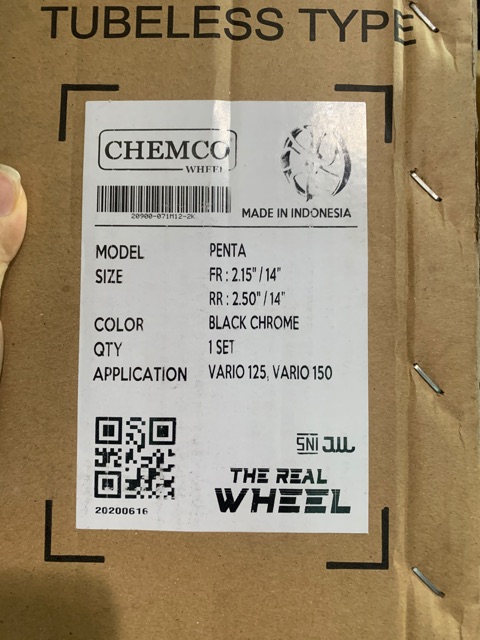 TUBELESS TYPE
CHEMCO
WHEEL
20900-071M12-2K
MADE IN INDONESIA
MODEL PENTA
SIZE FR : 2.15" / 14"
RR : 2.50" / 14"
COLOR BLACK CHROME
QTY 1 SET
APPLICATION VARIO 125, VARIO 150
SNI JWL
THE REAL
WHEEL
20200616